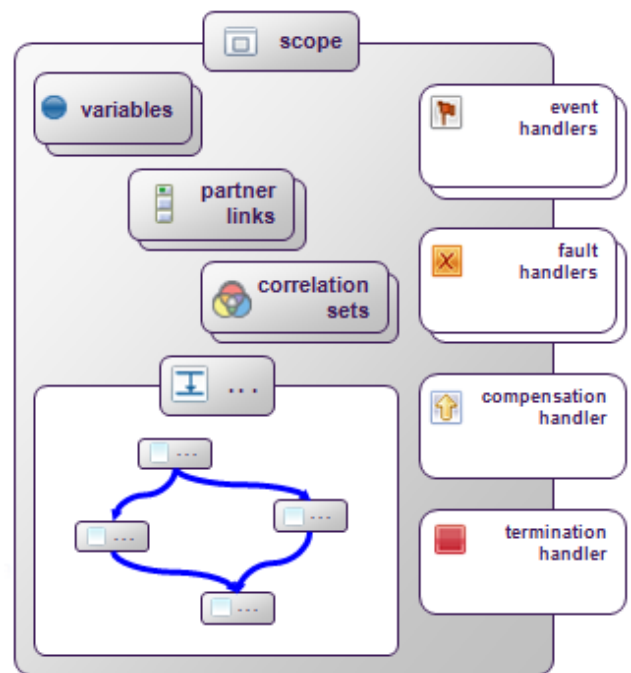 scope
variables
event
handlers
partner
links
fault
handlers
correlation
sets
...
compensation
handler
---
---
---
termination
handler
---